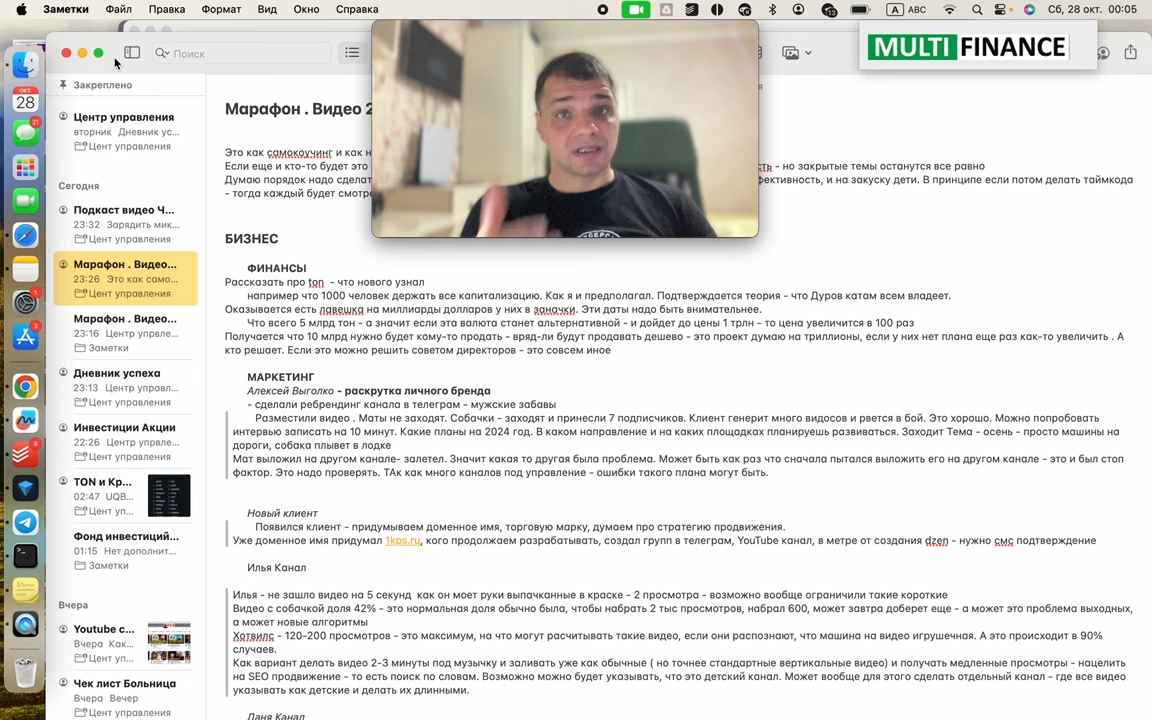 Заметки Файл Правка Формат Вид Окно Справка
A ABC Сб, 28 окт. 00:05
Поиск
MULTI FINANCE
ОКТ.
28
21
1
3
8
Закреплено
Центр управления
вторник Дневник ус...
Цент управления
Сегодня
Подкаст видео Ч...
23:32 Зарядить мик...
Цент управления
Марафон . Видео...
23:26 Это как само...
Цент управления
Марафон . Видео...
23:16 Центр упрвле...
Заметки
Дневник успеха
23:13 Центр управл...
Цент управления
Инвестиции Акции
22:26 Центр упрвле...
Цент управления
TON и Кр...
02:47 UQB...
Цент уп...
Фонд инвестиций...
01:15 Нет дополнит...
Заметки
Вчера
Youtube с...
Вчера Как...
Цент уп...
Чек лист Больница
Вчера Вечер
Цент управления
Марафон . Видео 2
Это как самокоучинг и как н
Если еще и кто-то будет это сть - но закрытые темы останутся все равно
Думаю порядок надо сделат фективность, и на закуску дети. В принципе если потом делать таймкода
- тогда каждый будет смотра
БИЗНЕС
ФИНАНСЫ
Рассказать про ton - что нового узнал
например что 1000 человек держать все капитализацию. Как я и предполагал. Подтверждается теория - что Дуров катам всем владеет.
Оказывается есть лавешка на миллиарды долларов у них в заначки. Эти даты надо быть внимательнее.
Что всего 5 млрд тон - а значит если эта валюта станет альтернативной - и дойдет до цены 1 трлн - то цена увеличится в 100 раз
Получается что 10 млрд нужно будет кому-то продать - вряд-ли будут продавать дешево - это проект думаю на триллионы, если у них нет плана еще раз как-то увеличить . А
кто решает. Если это можно решить советом директоров - это совсем иное
МАРКЕТИНГ
Алексей Выголко - раскрутка личного бренда
- сделали ребрендинг канала в телеграм - мужские забавы
Разместили видео . Маты не заходят. Собачки - заходят и принесли 7 подписчиков. Клиент генерит много видосов и рвется в бой. Это хорошо. Можно попробовать
интервью записать на 10 минут. Какие планы на 2024 год. В каком направление и на каких площадках планируешь развиваться. Заходит Тема - осень - просто машины на
дороги, собака плывет в лодке
Мат выложил на другом канале- залетел. Значит какая то другая была проблема. Может быть как раз что сначала пытался выложить его на другом канале - это и был стоп
фактор. Это надо проверять. ТАк как много каналов под управление - ошибки такого плана могут быть.
Новый клиент
Появился клиент - придумываем доменное имя, торговую марку, думаем про стратегию продвижения.
Уже доменное имя придумал 1kps.ru, кого продолжаем разрабатывать, создал групп в телеграм, YouTube канал, в метре от создания dzen - нужно смс подтверждение
Илья Канал
Илья - не зашло видео на 5 секунд как он моет руки выпачканные в краске - 2 просмотра - возможно вообще ограничили такие короткие
Видео с собачкой доля 42% - это нормальная доля обычно была, чтобы набрать 2 тыс просмотров, набрал 600, может завтра доберет еще - а может это проблема выходных,
а может новые алгоритмы
Хотвилс - 120-200 просмотров - это максимум, на что могут расчитывать такие видео, если они распознают, что машина на видео игрушечная. А это происходит в 90%
случаев.
Как вариант делать видео 2-3 минуты под музычку и заливать уже как обычные ( но точнее стандартные вертикальные видео) и получать медленные просмотры - нацелить
на SEO продвижение - то есть поиск по словам. Возможно можно будет указывать, что это детский канал. Может вообще для этого сделать отдельный канал - где все видео
указывать как детские и делать их длинными.
Даня Канал